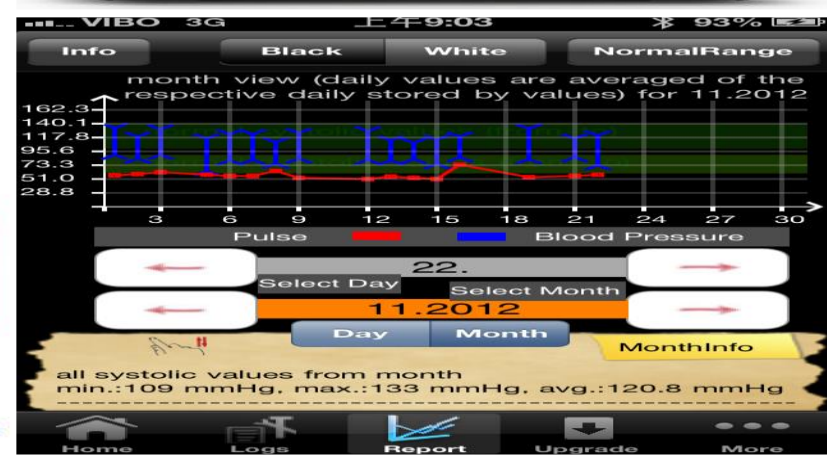 VIBO 3G 上午9:03 93%
Info Black White NormalRange
month view (daily values are averaged of the
respective daily stored by values) for 11.2012
162.3
140.1
117.8
95.6
73.3
51.0
28.8
3 6 9 12 15 18 21 24 27 30
Pulse Blood Pressure
22.
Select Day Select Month
11.2012
Day Month
MonthInfo
all systolic values from month
min.:109 mmHg, max.:133 mmHg, avg.:120.8 mmHg
Home Logs Report Upgrade More